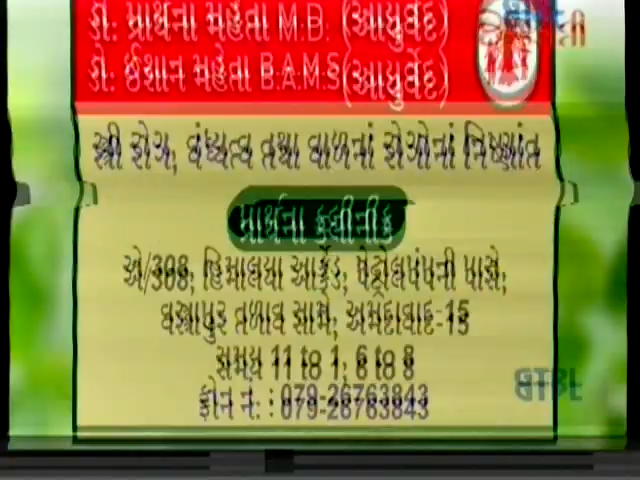 ડૉ. પ્રાર્થના મહેતા M.D. (આયુર્વેદ)
ડૉ. ઈશાન મહેતા B.A.M.S (આયુર્વેદ)
સ્ત્રી રોગ, વંધ્યત્વ તથા વાળનાં રોગોનાં નિષ્ણાંત
પ્રાર્થના ક્લીનીક
એ/308, હિમાલયા આર્કેડ, પેટ્રોલપંપની પાસે,
વસ્ત્રાપુર તળાવ સામે, અમદાવાદ-15
સમય 11 to 1, 6 to 8
ફોન નં. : 079-26763843
GTPL